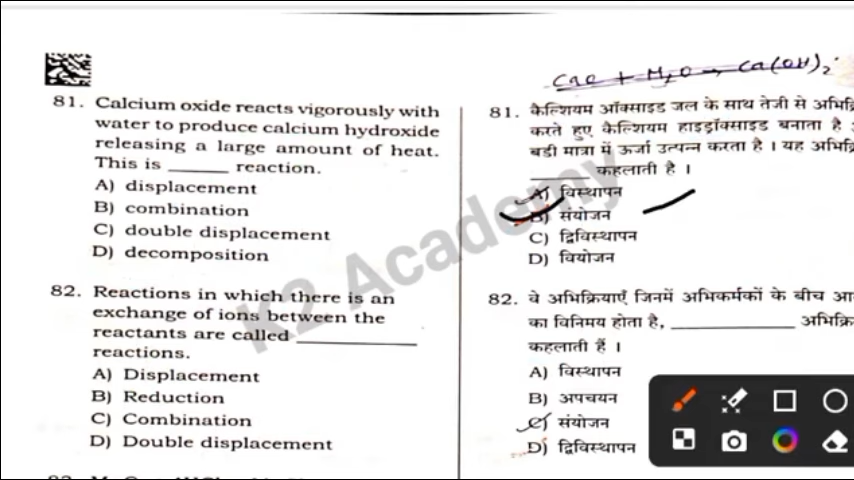 CaO + H₂O → Ca(OH)₂
81. Calcium oxide reacts vigorously with
water to produce calcium hydroxide
releasing a large amount of heat.
This is ______ reaction.
A) displacement
B) combination
C) double displacement
D) decomposition
82. Reactions in which there is an
exchange of ions between the
reactants are called ____________
reactions.
A) Displacement
B) Reduction
C) Combination
D) Double displacement
81. कैल्शियम ऑक्साइड जल के साथ तेजी से
करते हुए कैल्शियम हाइड्रॉक्साइड बनाता है
बडी मात्रा में ऊर्जा उत्पन्न करता है । यह
______ कहलाती है ।
A) विस्थापन
B) संयोजन
C) द्विविस्थापन
D) वियोजन
82. वे अभिक्रियाएँ जिनमें अभिकर्मकों के बीच
का विनिमय होता है, ____________
कहलाती हैं ।
A) विस्थापन
B) अपचयन
C) संयोजन
D) द्विविस्थापन
K2 Academy